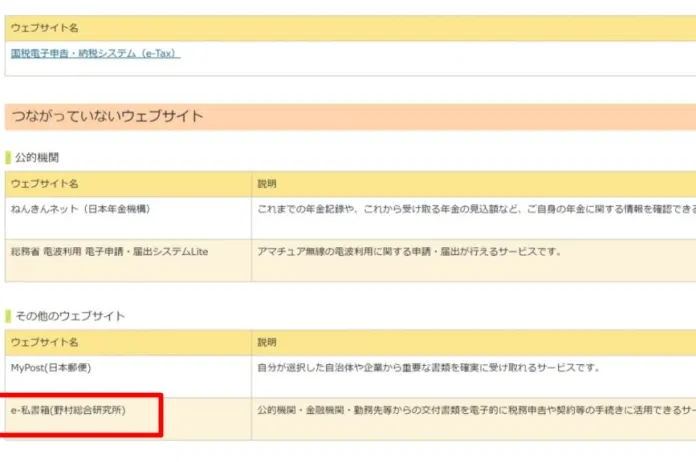 ウェブサイト名
国税電子申告・納税システム（e-Tax）
つながっていないウェブサイト
公的機関
ウェブサイト名 説明
ねんきんネット（日本年金機構） これまでの年金記録や、これから受け取る年金の見込額など、ご自身の年金に関する情報を確認できる
総務省 電波利用 電子申請・届出システムLite アマチュア無線の電波利用に関する申請・届出が行えるサービスです。
その他のウェブサイト
ウェブサイト名 説明
MyPost(日本郵便) 自分が選択した自治体や企業から重要な書類を確実に受け取れるサービスです。
e-私書箱(野村総合研究所) 公的機関・金融機関・勤務先等からの交付書類を電子的に税務申告や契約等の手続きに活用できるサー